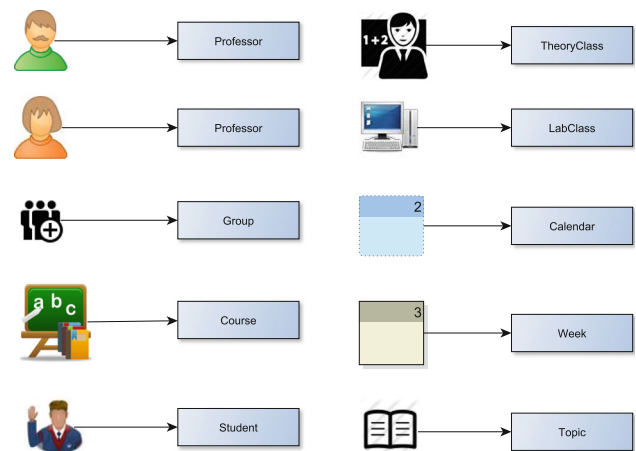 Professor
Professor
Group
a b c
Course
Student
1+2
TheoryClass
LabClass
2
Calendar
3
Week
Topic